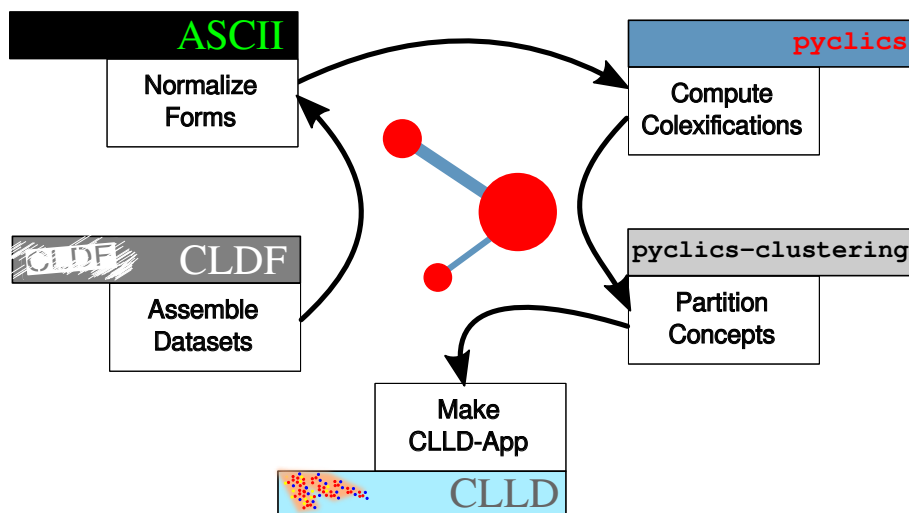 ASCII
Normalize
Forms
pyclics
Compute
Colexifications
CLDF
CLDF
Assemble
Datasets
pyclics-clustering
Partition
Concepts
Make
CLLD-App
CLLD